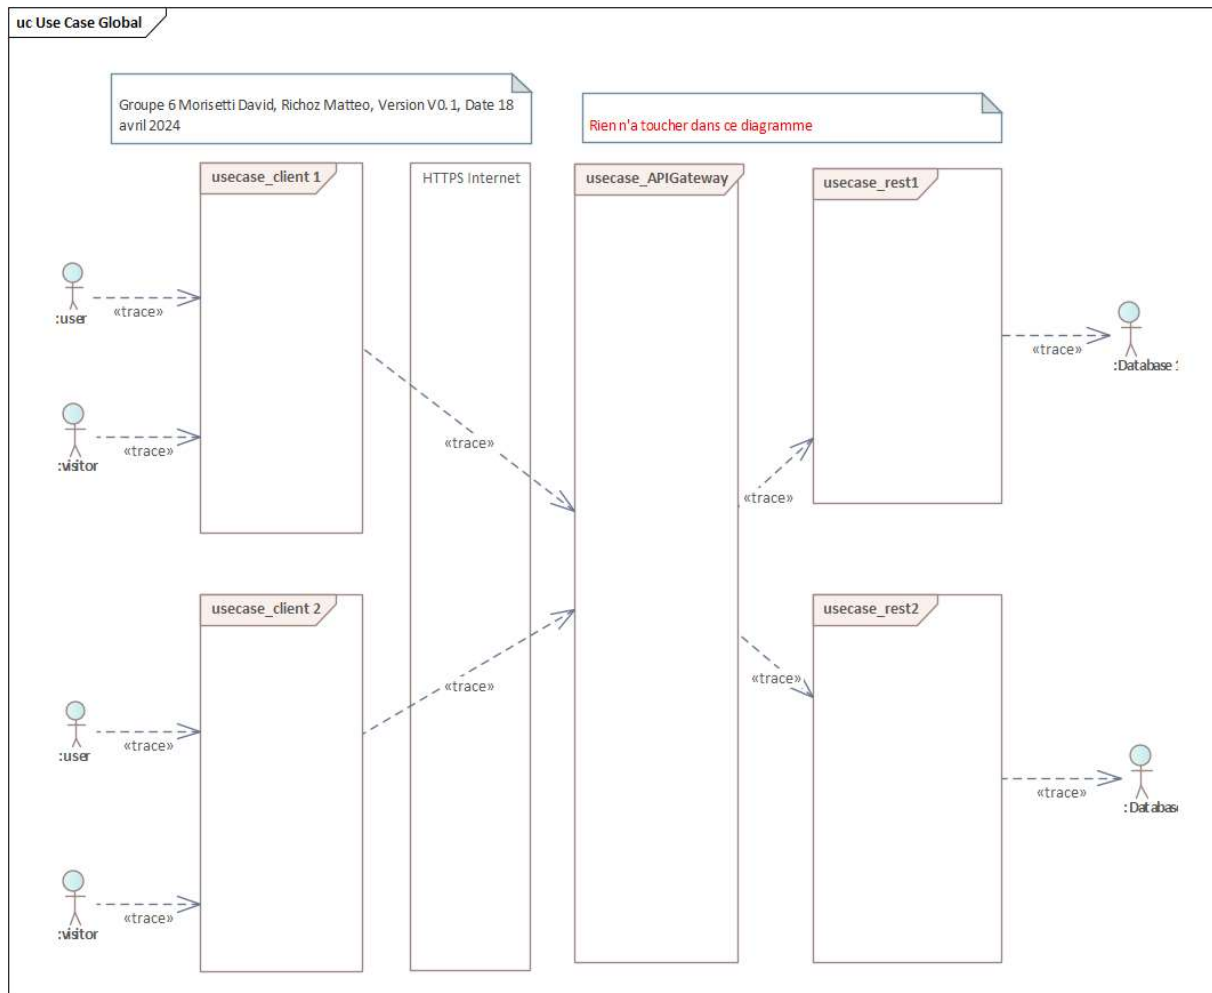 uc Use Case Global
Groupe 6 Morisetti David, Richoz Matteo, Version V0.1, Date 18
avril 2024
Rien n'a toucher dans ce diagramme
usecase_client 1
HTTPS Internet
usecase_APIGateway
usecase_rest1
:user
«trace»
«trace»
:Database 1
:visitor
«trace»
«trace»
«trace»
usecase_client 2
usecase_rest2
«trace»
«trace»
:user
«trace»
«trace»
:Database
:visitor
«trace»